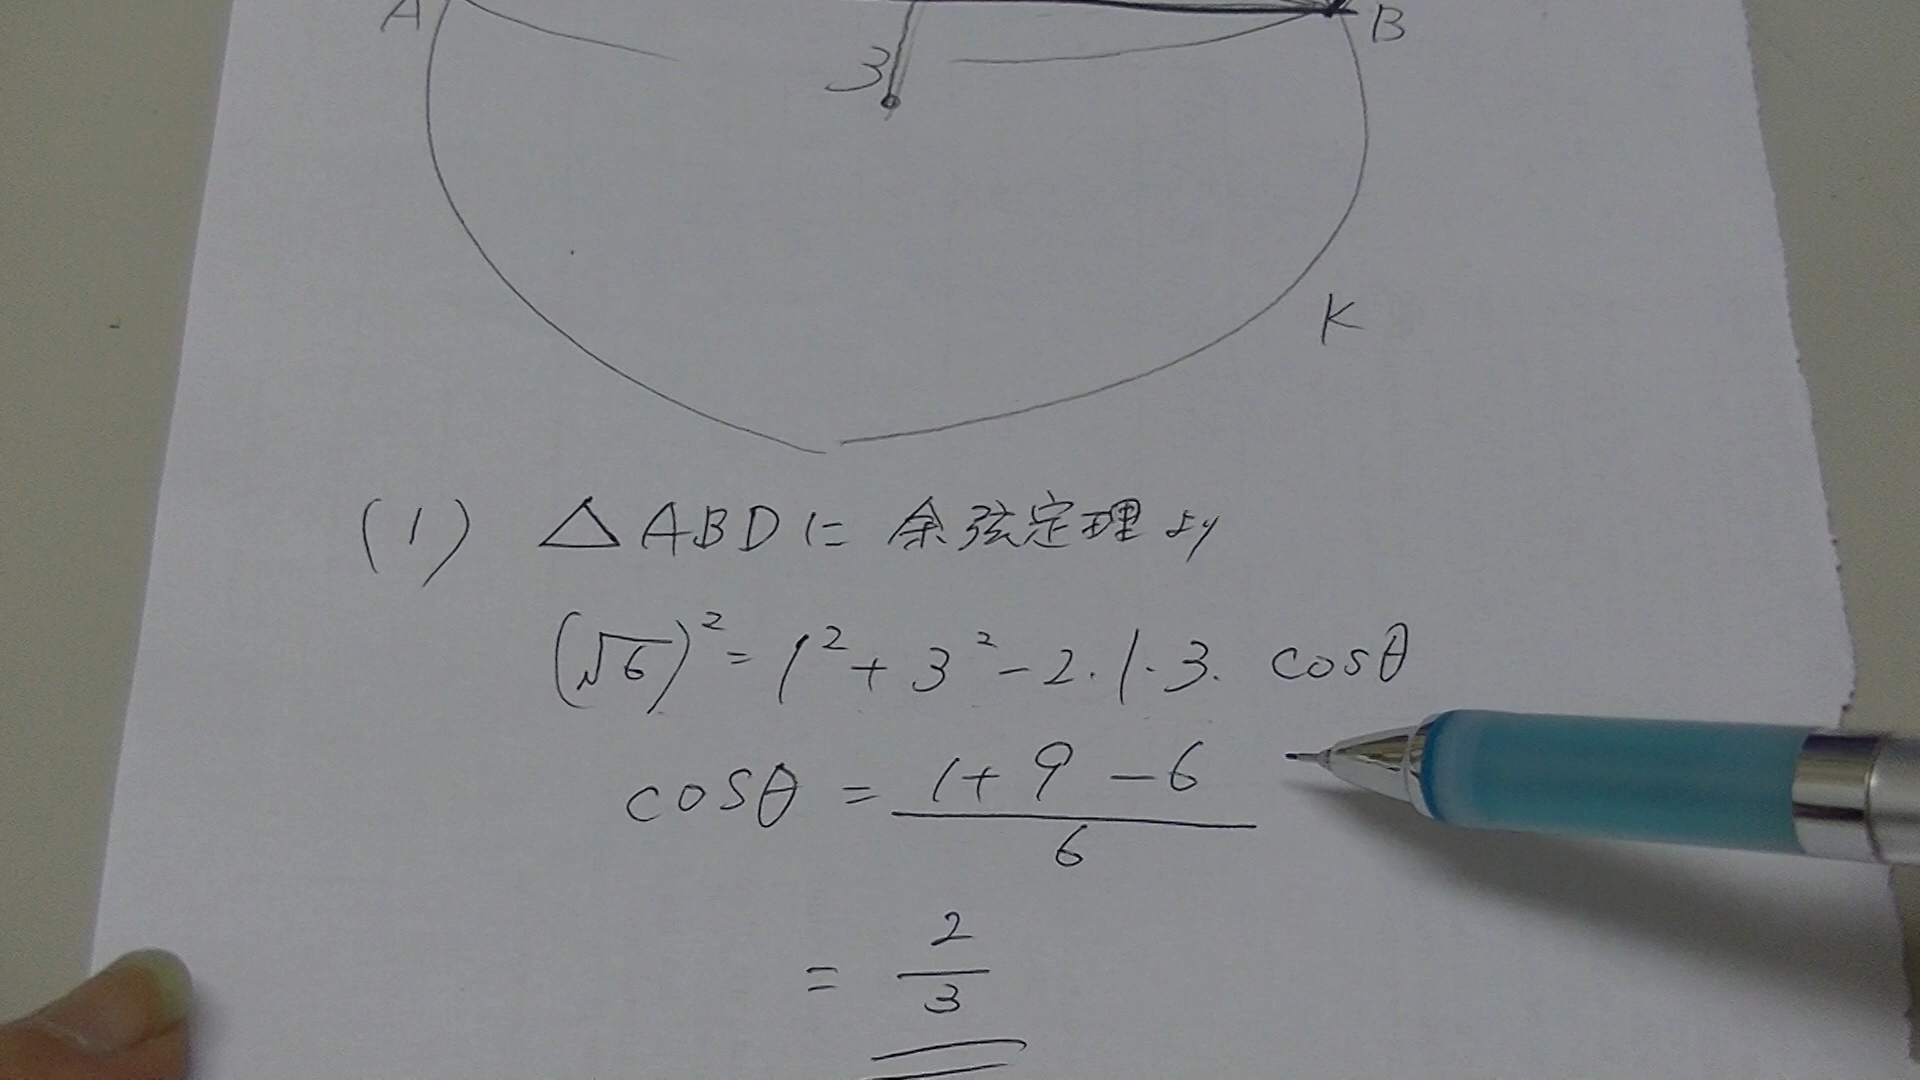 A
B
3
K
(1) △ABDに余弦定理より
(√6)² = 1² + 3² - 2・1・3・cosθ
cosθ = (1+9-6)/6
= 2/3